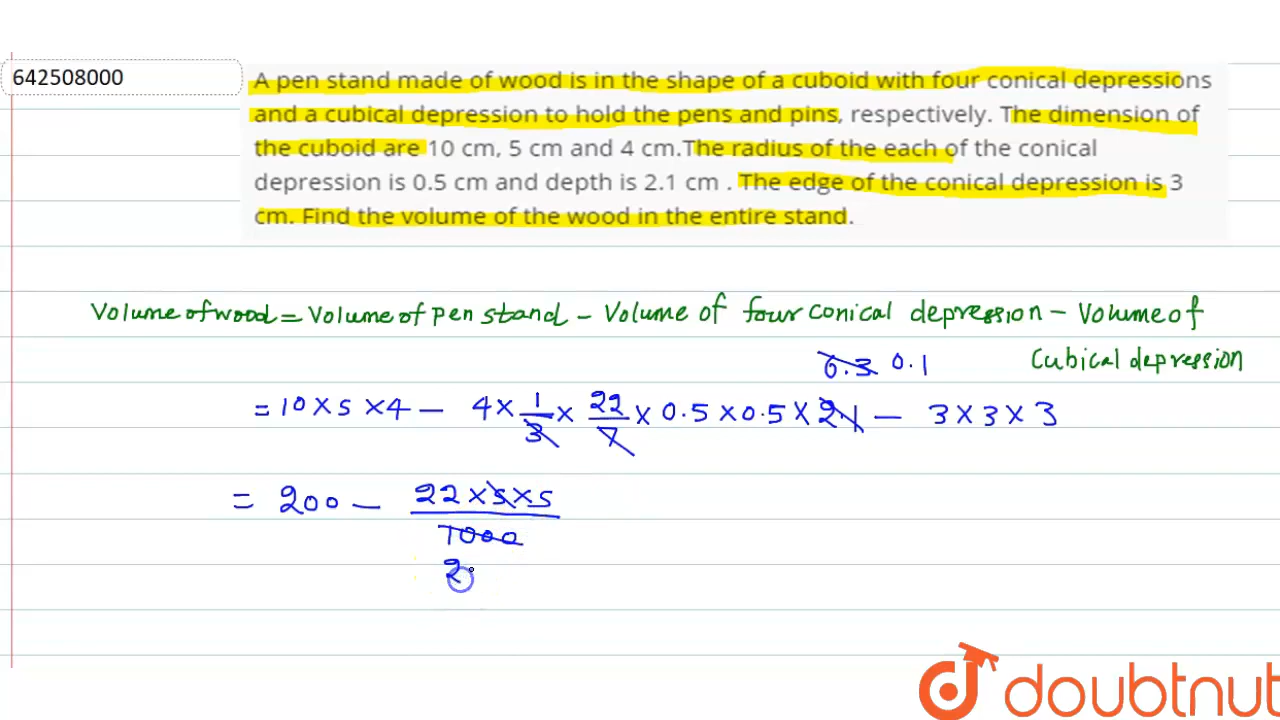 642508000
A pen stand made of wood is in the shape of a cuboid with four conical depressions
and a cubical depression to hold the pens and pins, respectively. The dimension of
the cuboid are 10 cm, 5 cm and 4 cm.The radius of the each of the conical
depression is 0.5 cm and depth is 2.1 cm . The edge of the conical depression is 3
cm. Find the volume of the wood in the entire stand.
Volume of wood = Volume of pen stand - Volume of four conical depression - Volume of
Cubical depression
0.3 0.1
= 10 × 5 × 4 - 4 × 1/3 × 22/7 × 0.5 × 0.5 × 2.1 - 3 × 3 × 3
= 200 - 22 × 5 × 5
1000
2
doubtnut